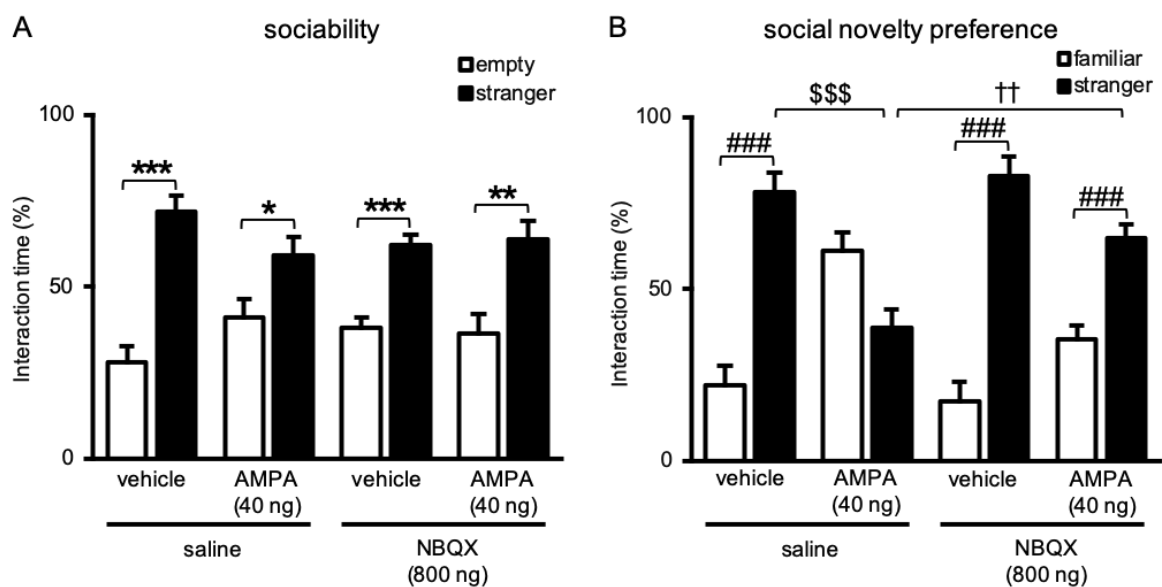 A
sociability
empty
stranger
100
50
0
Interaction time (%)
***
*
***
**
vehicle
AMPA
(40 ng)
vehicle
AMPA
(40 ng)
saline
NBQX
(800 ng)
B
social novelty preference
familiar
stranger
100
50
0
Interaction time (%)
$$$
††
###
###
###
vehicle
AMPA
(40 ng)
vehicle
AMPA
(40 ng)
saline
NBQX
(800 ng)